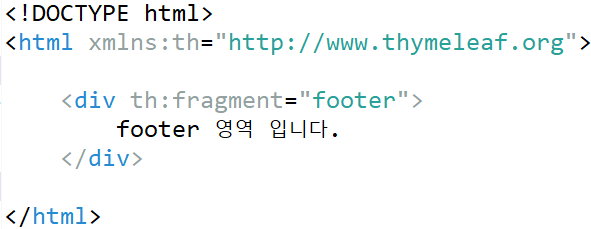 <!DOCTYPE html>
<html xmlns:th="http://www.thymeleaf.org">
<div th:fragment="footer">
footer 영역 입니다.
</div>
</html>